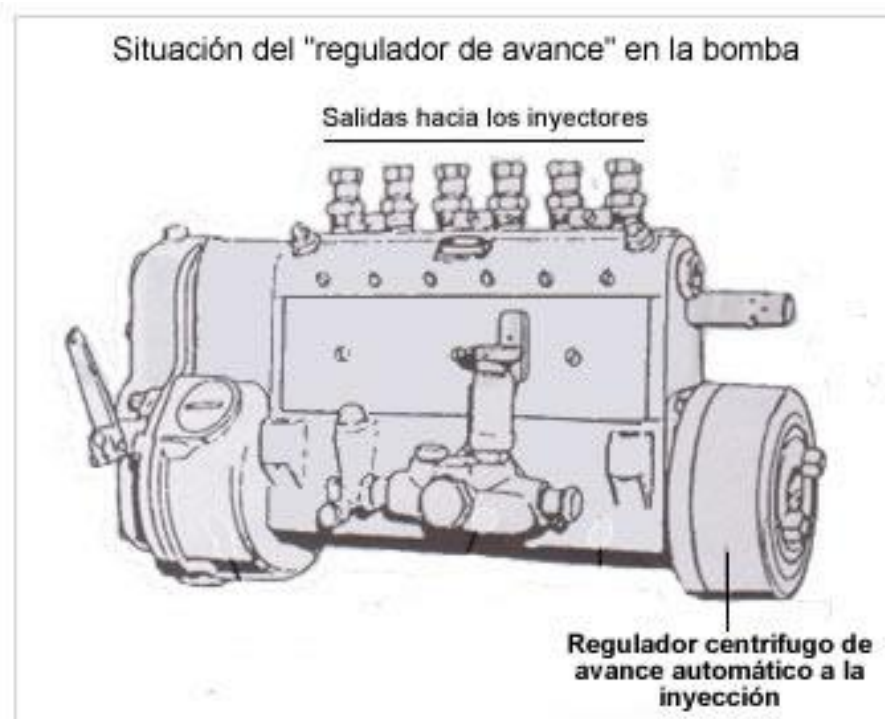 Situación del "regulador de avance" en la bomba
Salidas hacia los inyectores
Regulador centrifugo de
avance automático a la
inyección